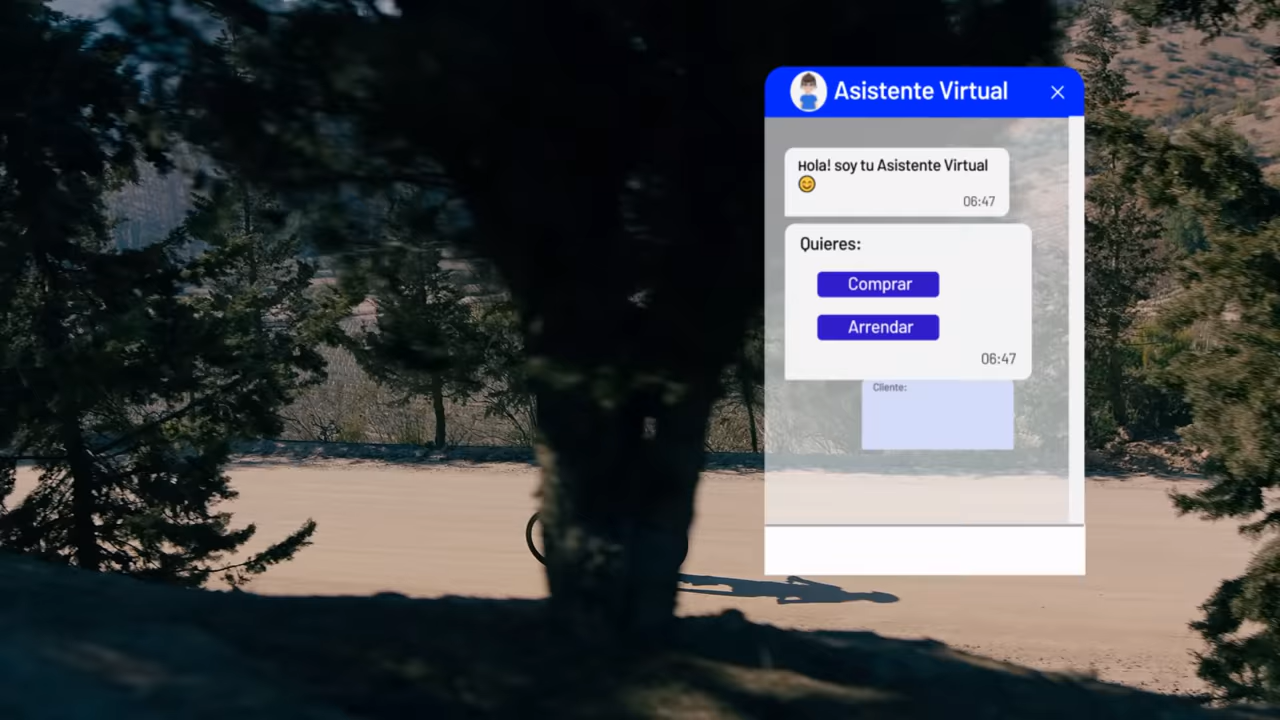 Asistente Virtual
Hola! soy tu Asistente Virtual
😊
06:47
Quieres:
Comprar
Arrendar
06:47
Cliente: